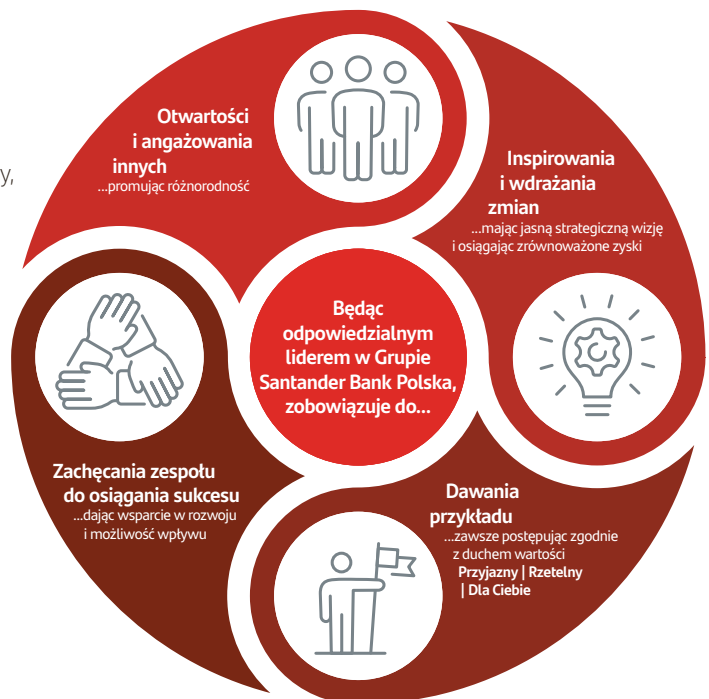 y,
Otwartości
i angażowania
innych
...promując różnorodność
Inspirowania
i wdrażania
zmian
...mając jasną strategiczną wizję
i osiągając zrównoważone zyski
Będąc
odpowiedzialnym
liderem w Grupie
Santander Bank Polska,
zobowiązuje do...
Zachęcania zespołu
do osiągania sukcesu
...dając wsparcie w rozwoju
i możliwość wpływu
Dawania
przykładu
...zawsze postępując zgodnie
z duchem wartości
Przyjazny | Rzetelny
| Dla Ciebie